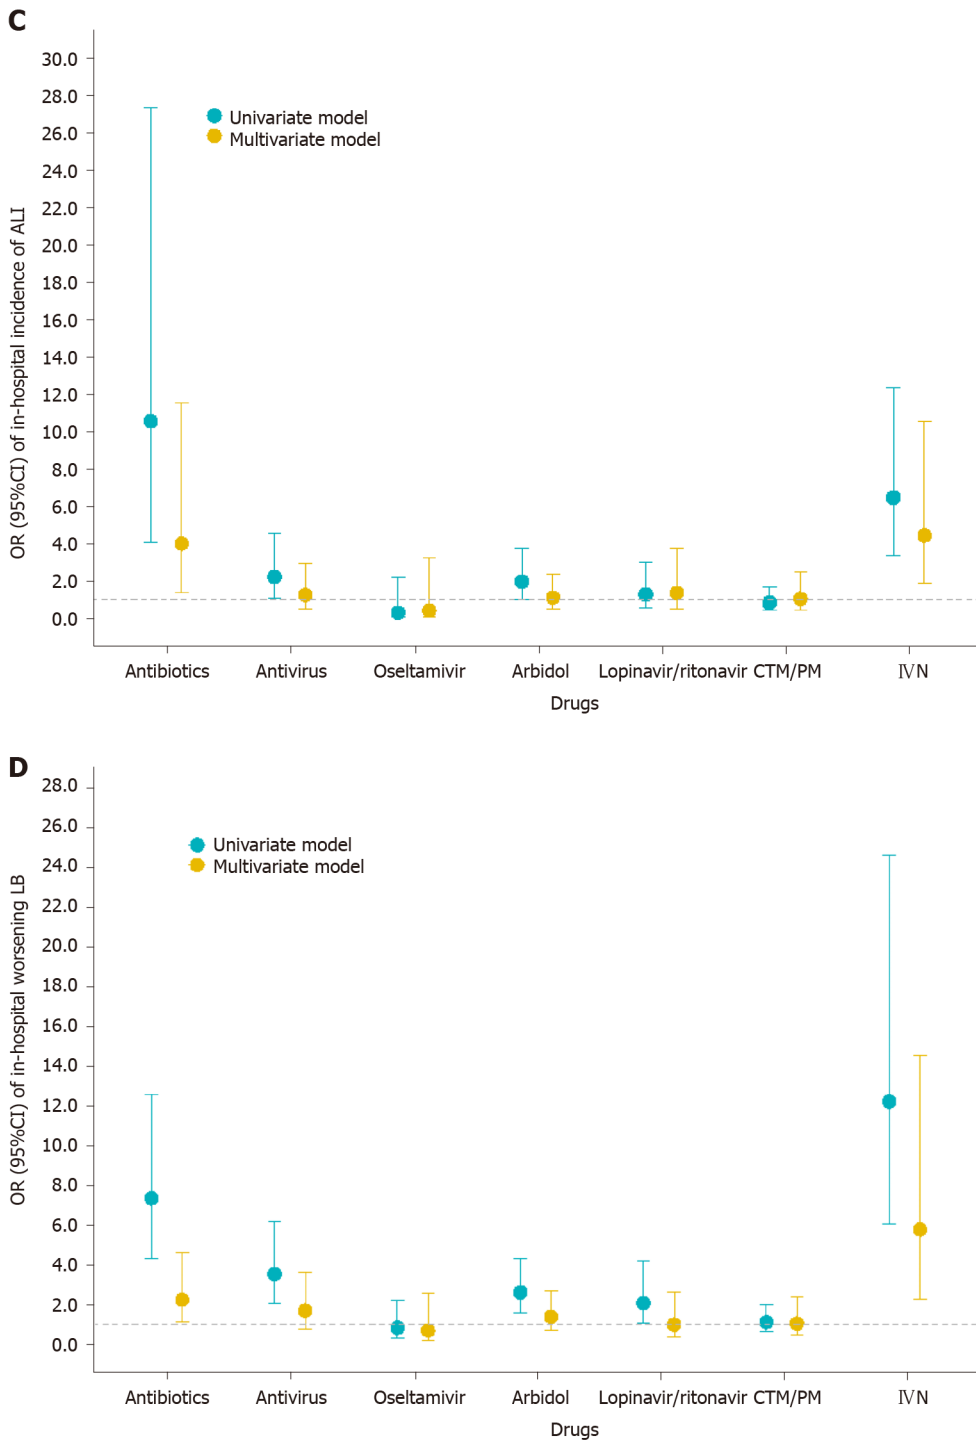 C
OR (95%CI) of in-hospital incidence of ALI
30.0
28.0
26.0
24.0
22.0
20.0
18.0
16.0
14.0
12.0
10.0
8.0
6.0
4.0
2.0
0.0
Univariate model
Multivariate model
Antibiotics Antivirus Oseltamivir Arbidol Lopinavir/ritonavir CTM/PM IVN
Drugs
D
OR (95%CI) of in-hospital worsening LB
28.0
26.0
24.0
22.0
20.0
18.0
16.0
14.0
12.0
10.0
8.0
6.0
4.0
2.0
0.0
Univariate model
Multivariate model
Antibiotics Antivirus Oseltamivir Arbidol Lopinavir/ritonavir CTM/PM IVN
Drugs